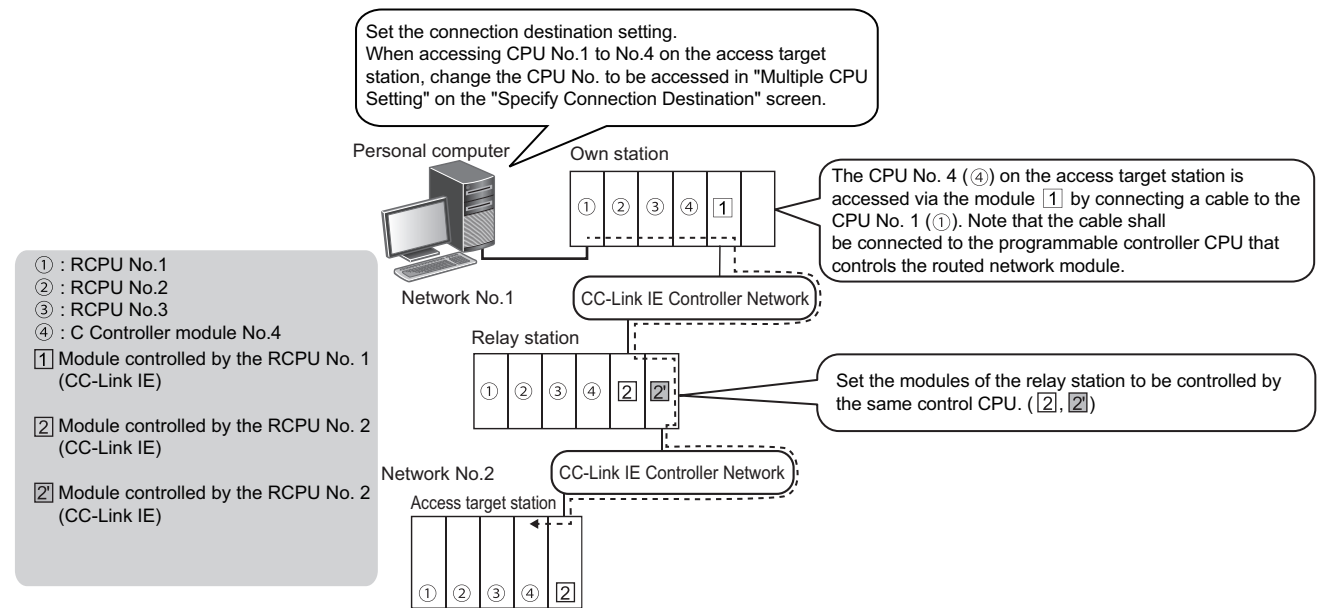 Set the connection destination setting.
When accessing CPU No.1 to No.4 on the access target
station, change the CPU No. to be accessed in "Multiple CPU
Setting" on the "Specify Connection Destination" screen.
Personal computer
Own station
① ② ③ ④ 1
The CPU No. 4 (④) on the access target station is
accessed via the module 1 by connecting a cable to the
CPU No. 1 (①). Note that the cable shall
be connected to the programmable controller CPU that
controls the routed network module.
① : RCPU No.1
② : RCPU No.2
③ : RCPU No.3
④ : C Controller module No.4
1 Module controlled by the RCPU No. 1
(CC-Link IE)
2 Module controlled by the RCPU No. 2
(CC-Link IE)
2' Module controlled by the RCPU No. 2
(CC-Link IE)
Network No.1
CC-Link IE Controller Network
Relay station
① ② ③ ④ 2 2'
Set the modules of the relay station to be controlled by
the same control CPU. ( 2, 2')
Network No.2
CC-Link IE Controller Network
Access target station
① ② ③ ④ 2